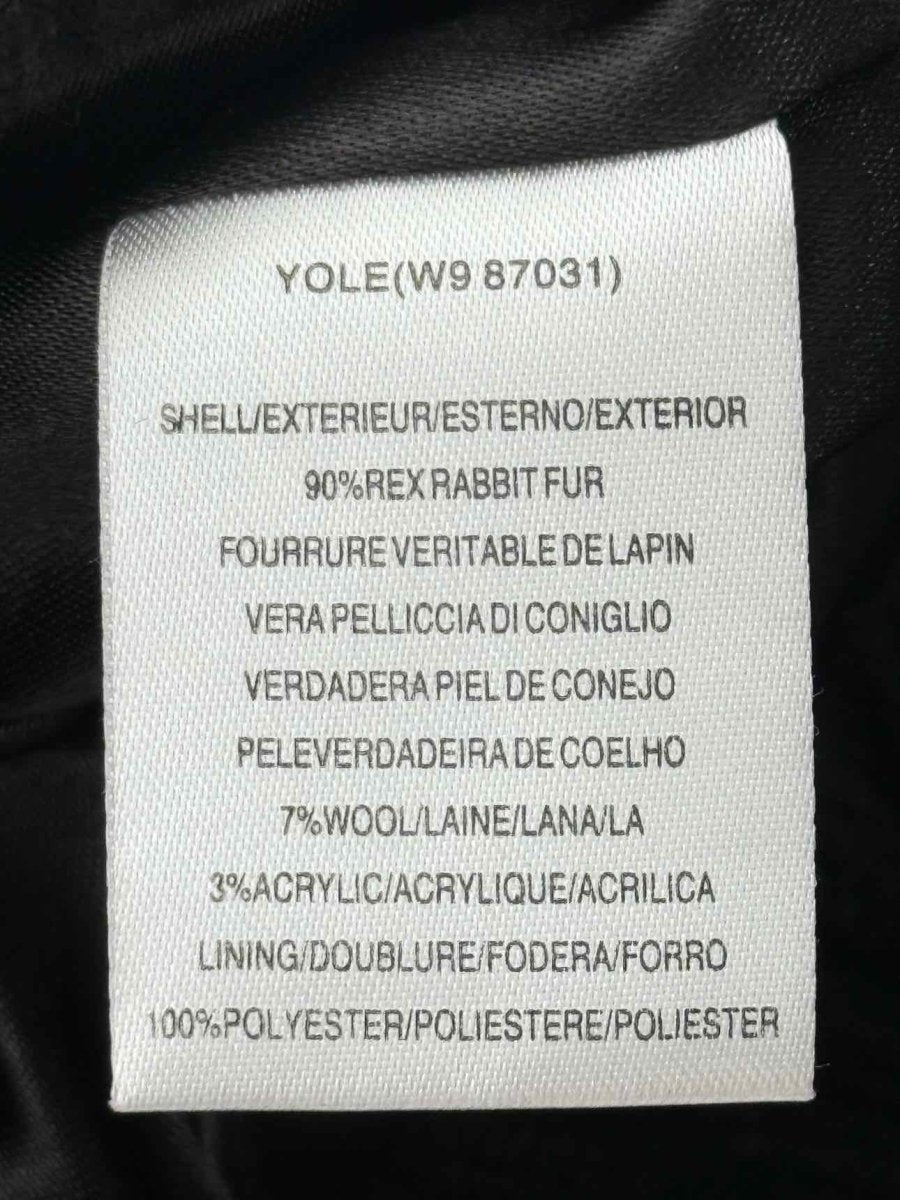 YOLE(W9 87031)
SHELL/EXTERIEUR/ESTERNO/EXTERIOR
90%REX RABBIT FUR
FOURRURE VERITABLE DE LAPIN
VERA PELLICCIA DI CONIGLIO
VERDADERA PIEL DE CONEJO
PELEVERDADEIRA DE COELHO
7%WOOL/LAINE/LANA/LA
3%ACRYLIC/ACRYLIQUE/ACRILICA
LINING/DOUBLURE/FODERA/FORRO
100%POLYESTER/POLIESTERE/POLIESTER